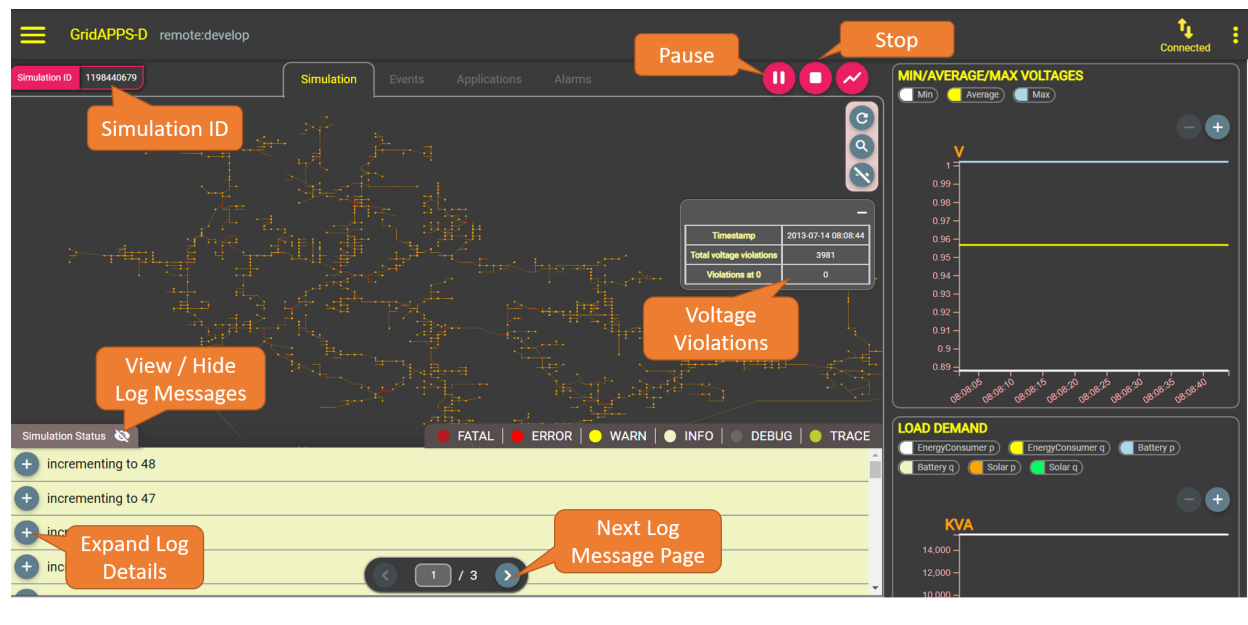 GridAPPS-D remote:develop
Connected
Pause
Stop
Simulation ID 1198440679
Simulation Events Applications Alarms
Simulation ID
Timestamp 2013-07-14 08:08:44
Total voltage violations 3981
Violations at 0 0
Voltage
Violations
View / Hide
Log Messages
Simulation Status
FATAL ERROR WARN INFO DEBUG TRACE
incrementing to 48
incrementing to 47
Expand Log
Details
Next Log
Message Page
1 / 3
MIN/AVERAGE/MAX VOLTAGES
Min Average Max
V
1
0.99
0.98
0.97
0.96
0.95
0.94
0.93
0.92
0.91
0.9
0.89
08:08:05 08:08:10 08:08:15 08:08:20 08:08:25 08:08:30 08:08:35 08:08:40
LOAD DEMAND
EnergyConsumer p EnergyConsumer q Battery p
Battery q Solar p Solar q
KVA
14,000
12,000
10,000